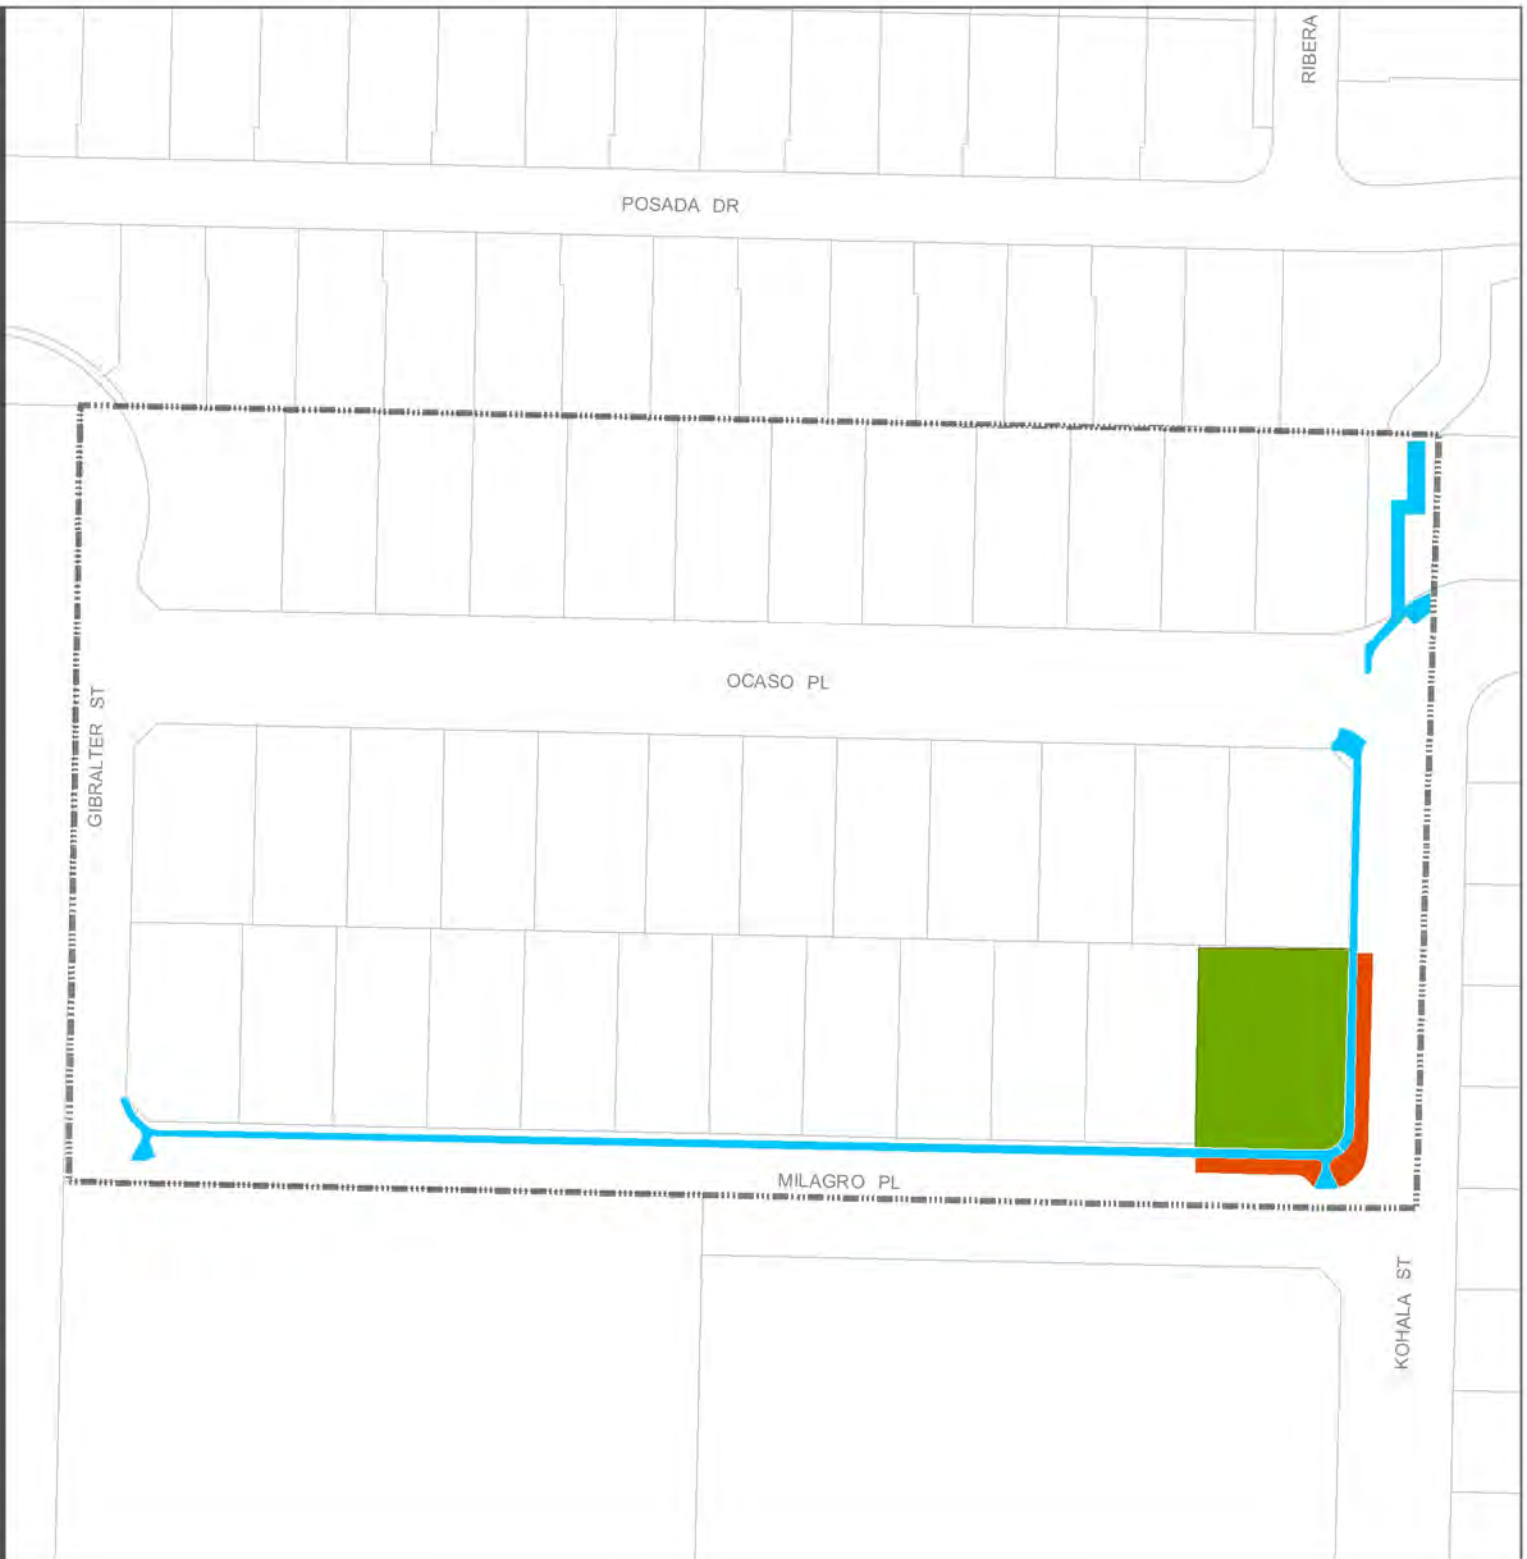 RIBERA
POSADA DR
OCASO PL
GIBRALTER ST
MILAGRO PL
KOHALA ST